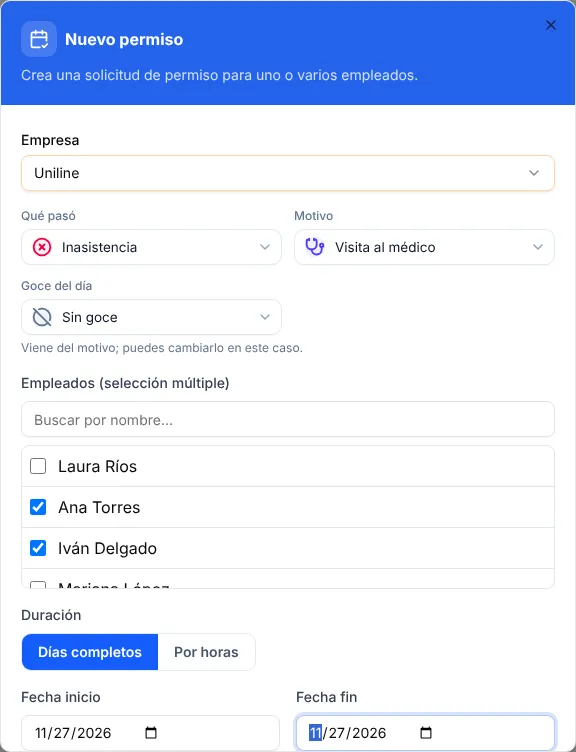 Nuevo permiso
Crea una solicitud de permiso para uno o varios empleados.
Empresa
Uniline
Qué pasó
Motivo
Inasistencia
Visita al médico
Goce del día
Sin goce
Viene del motivo; puedes cambiarlo en este caso.
Empleados (selección múltiple)
Buscar por nombre...
Laura Ríos
Ana Torres
Iván Delgado
Mariana López
Duración
Días completos
Por horas
Fecha inicio
Fecha fin
11/27/2026
11/27/2026